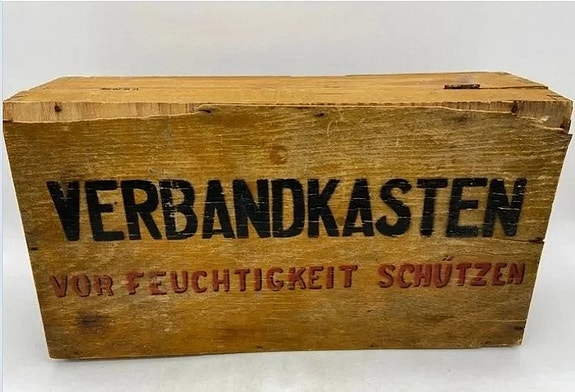 VERBANDKASTEN
VOR FEUCHTIGKEIT SCHÜTZEN